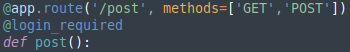 @app.route('/post', methods=['GET','POST'])
@login_required
def post():